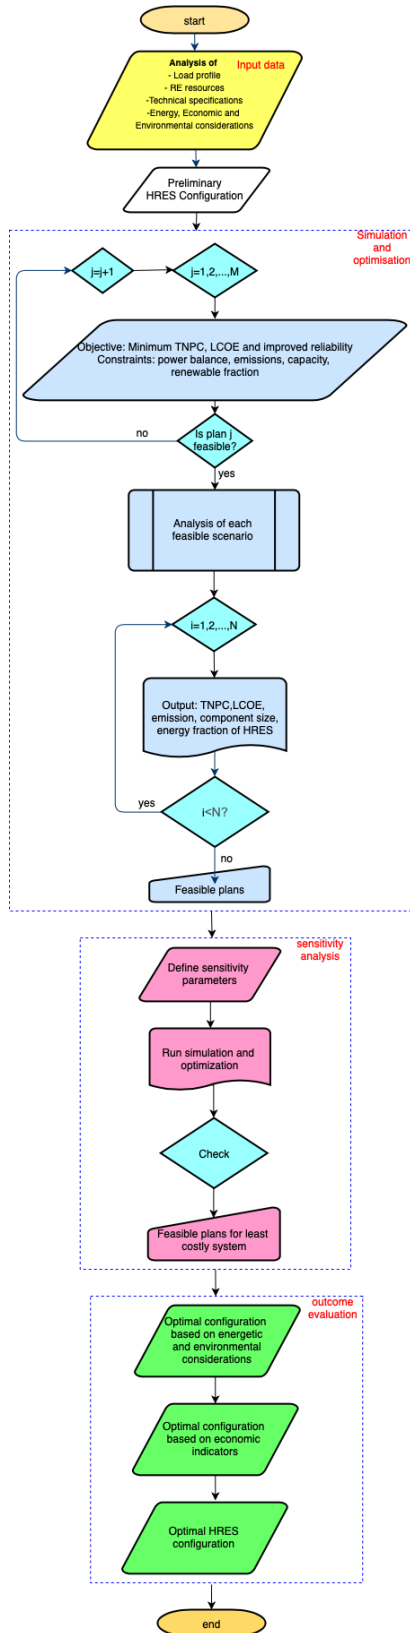 start
Input data
Analysis of
- Load profile
- RE resources
-Technical specifications
-Energy, Economic and
Environmental considerations
Preliminary
HRES Configuration
Simulation
and
optimisation
j=j+1
j=1,2,...,M
Objective: Minimum TNPC, LCOE and improved reliability
Constraints: power balance, emissions, capacity,
renewable fraction
no
Is plan j
feasible?
yes
Analysis of each
feasible scenario
i=1,2,...,N
Output: TNPC,LCOE,
emission, component size,
energy fraction of HRES
yes
i<N?
no
Feasible plans
sensitivity
analysis
Define sensitivity
parameters
Run simulation and
optimization
Check
Feasible plans for least
costly system
outcome
evaluation
Optimal configuration
based on energetic
and environmental
considerations
Optimal configuration
based on economic
indicators
Optimal HRES
configuration
end